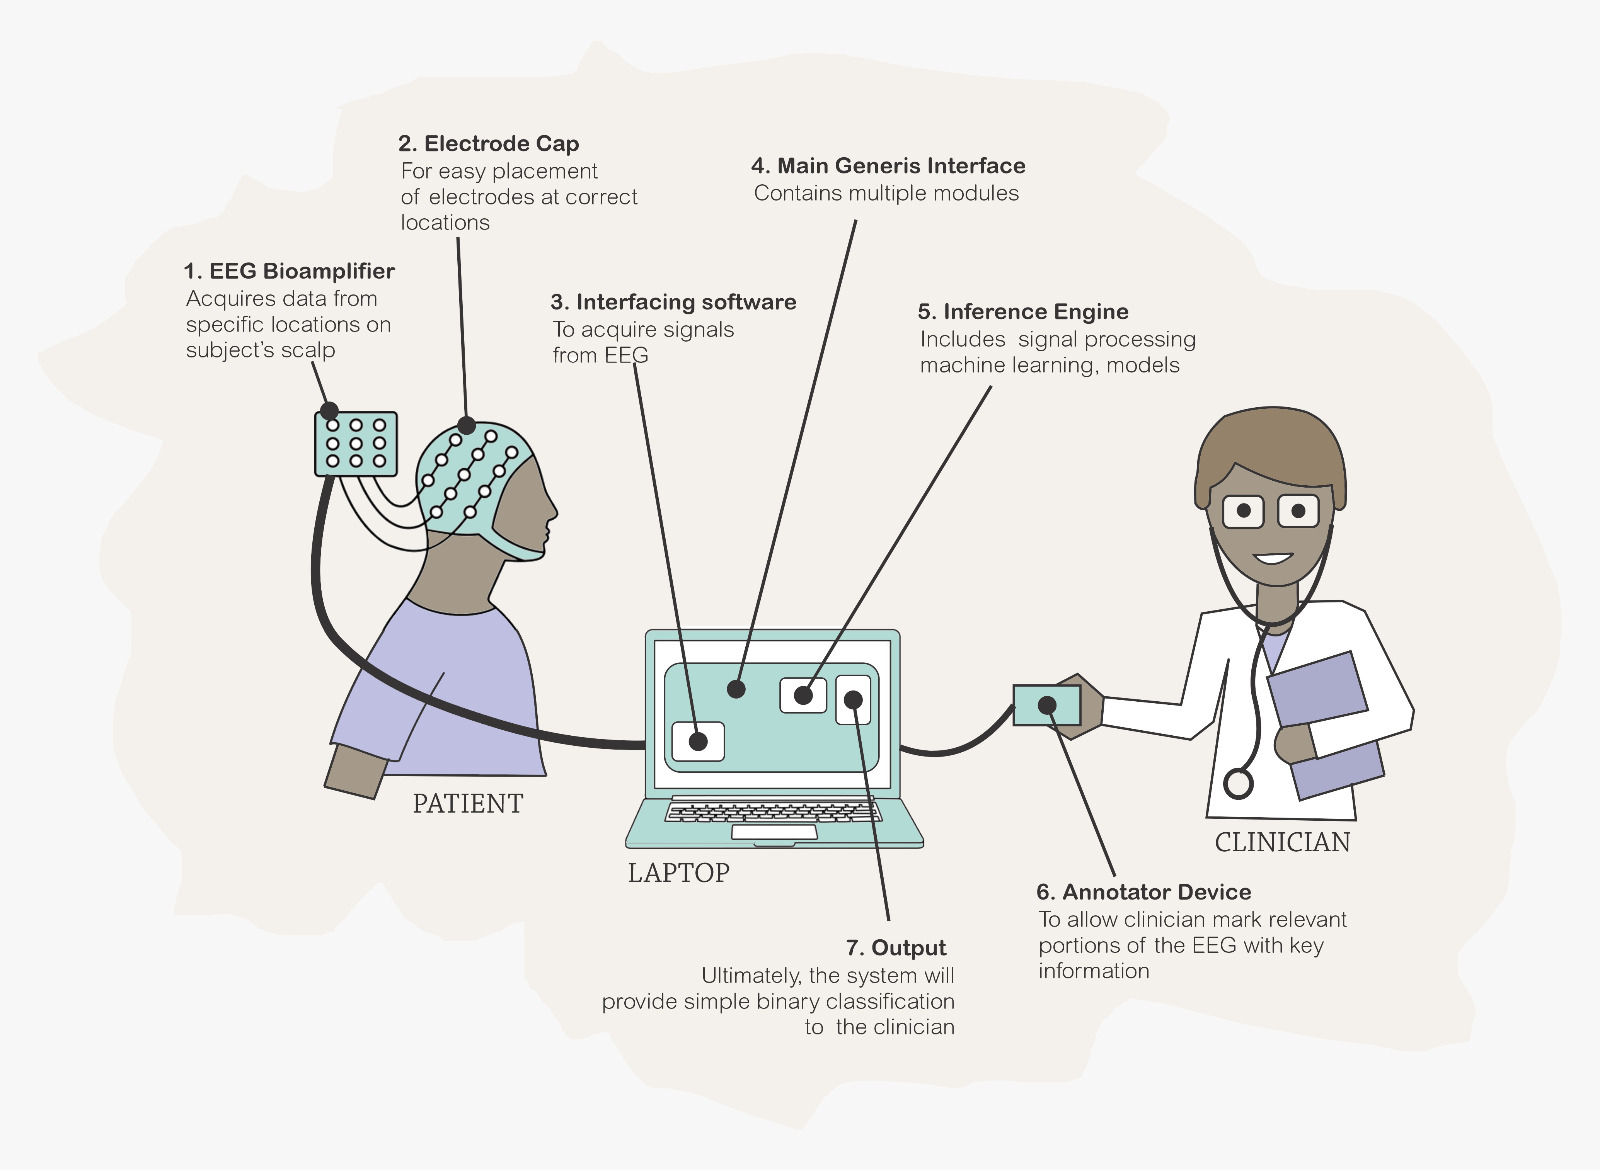 2. Electrode Cap
For easy placement
of electrodes at correct
locations
4. Main Generis Interface
Contains multiple modules
1. EEG Bioamplifier
Acquires data from
specific locations on
subject's scalp
3. Interfacing software
To acquire signals
from EEG
5. Inference Engine
Includes signal processing
machine learning, models
PATIENT
LAPTOP
CLINICIAN
6. Annotator Device
To allow clinician mark relevant
portions of the EEG with key
information
7. Output
Ultimately, the system will
provide simple binary classification
to the clinician